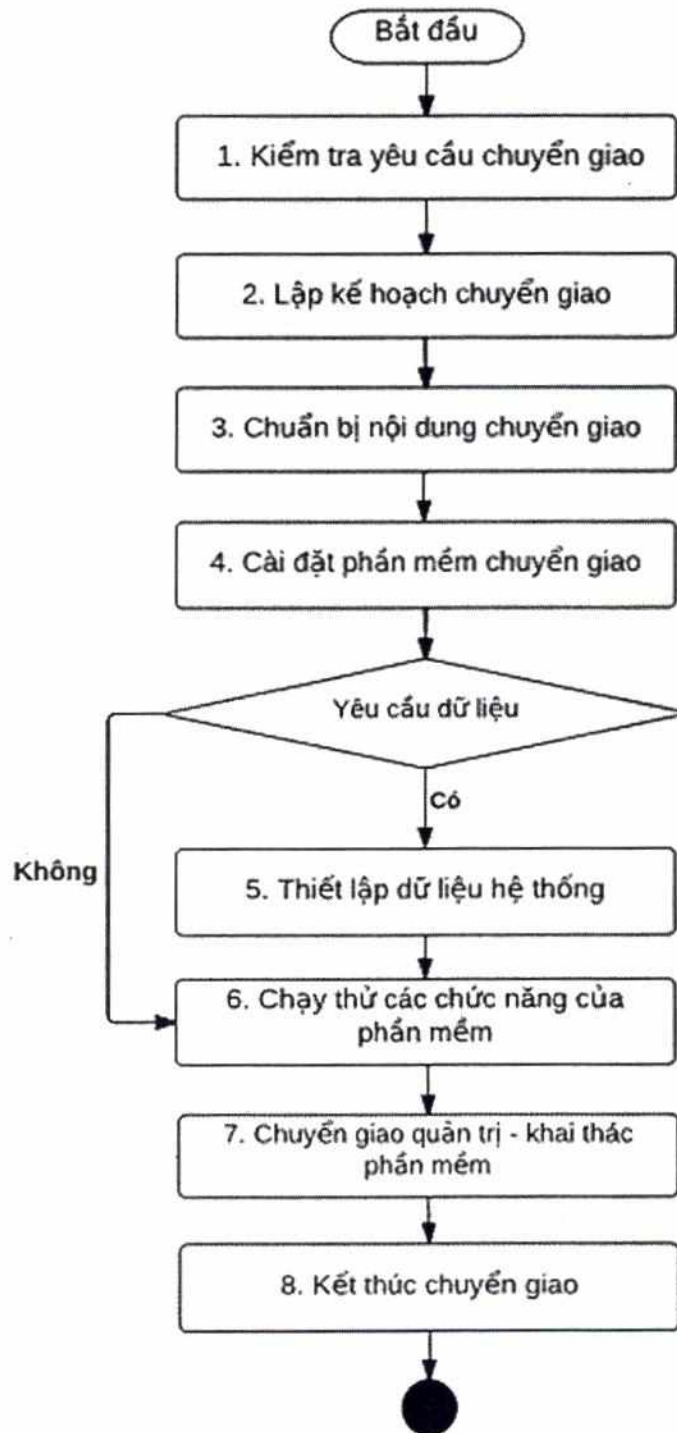 Bắt đầu
1. Kiểm tra yêu cầu chuyển giao
2. Lập kế hoạch chuyển giao
3. Chuẩn bị nội dung chuyển giao
4. Cài đặt phần mềm chuyển giao
Yêu cầu dữ liệu
Có
Không
5. Thiết lập dữ liệu hệ thống
6. Chạy thử các chức năng của
phần mềm
7. Chuyển giao quản trị - khai thác
phần mềm
8. Kết thúc chuyển giao